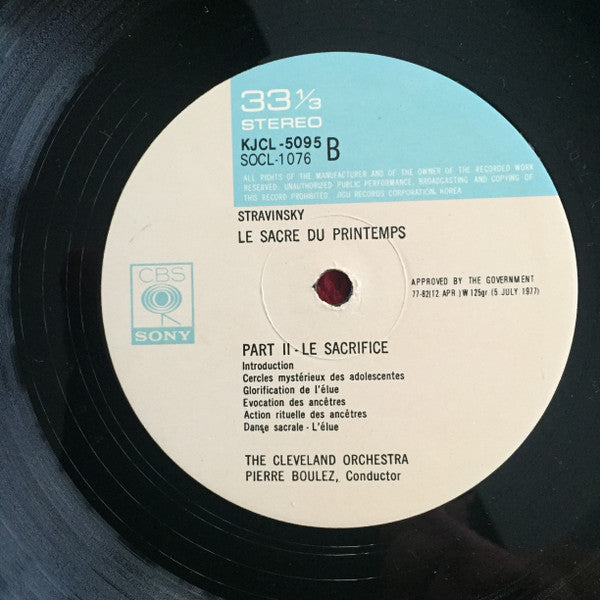 33 1/3
STEREO
KJCL-5095 B
SOCL-1076
ALL RIGHTS OF THE MANUFACTURER AND OF THE OWNER OF THE RECORDED WORK
RESERVED. UNAUTHORIZED PUBLIC PERFORMANCE, BROADCASTING AND COPYING OF
THIS RECORD PROHIBITED. JIGU RECORDS CORPORATION, KOREA
STRAVINSKY
LE SACRE DU PRINTEMPS
CBS
SONY
APPROVED BY THE GOVERNMENT
77-82(12 APR.)W125gr (5 JULY 1977)
PART II - LE SACRIFICE
Introduction
Cercles mystérieux des adolescentes
Glorification de l'élue
Evocation des ancêtres
Action rituelle des ancêtres
Danse sacrale - L'élue
THE CLEVELAND ORCHESTRA
PIERRE BOULEZ, Conductor